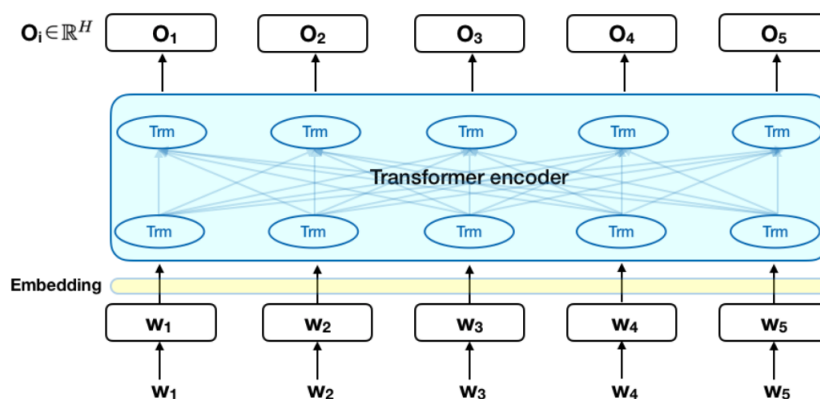 Oᵢ∈ℝᴴ O₁ O₂ O₃ O₄ O₅
Trm Trm Trm Trm Trm
Transformer encoder
Trm Trm Trm Trm Trm
Embedding
w₁ w₂ w₃ w₄ w₅
w₁ w₂ w₃ w₄ w₅